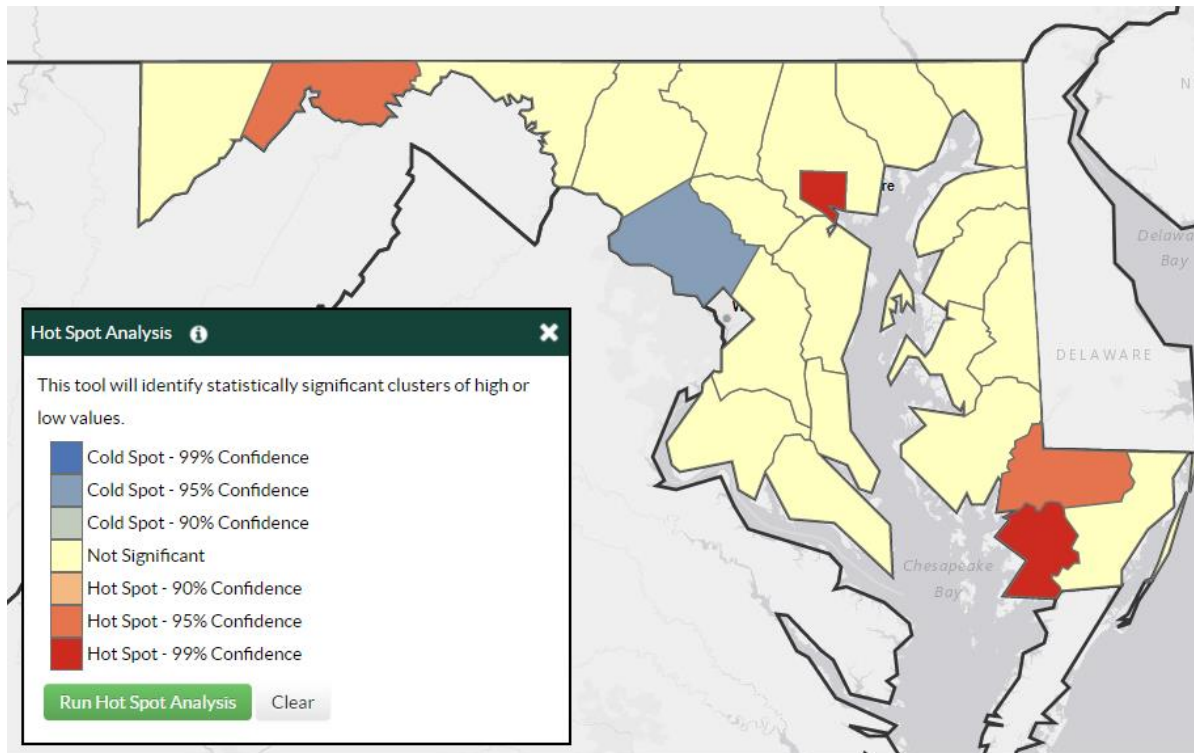 re
N
Delawa
Bay
DELAWARE
Chesapeake
Bay
Hot Spot Analysis
This tool will identify statistically significant clusters of high or
low values.
Cold Spot - 99% Confidence
Cold Spot - 95% Confidence
Cold Spot - 90% Confidence
Not Significant
Hot Spot - 90% Confidence
Hot Spot - 95% Confidence
Hot Spot - 99% Confidence
Run Hot Spot Analysis Clear